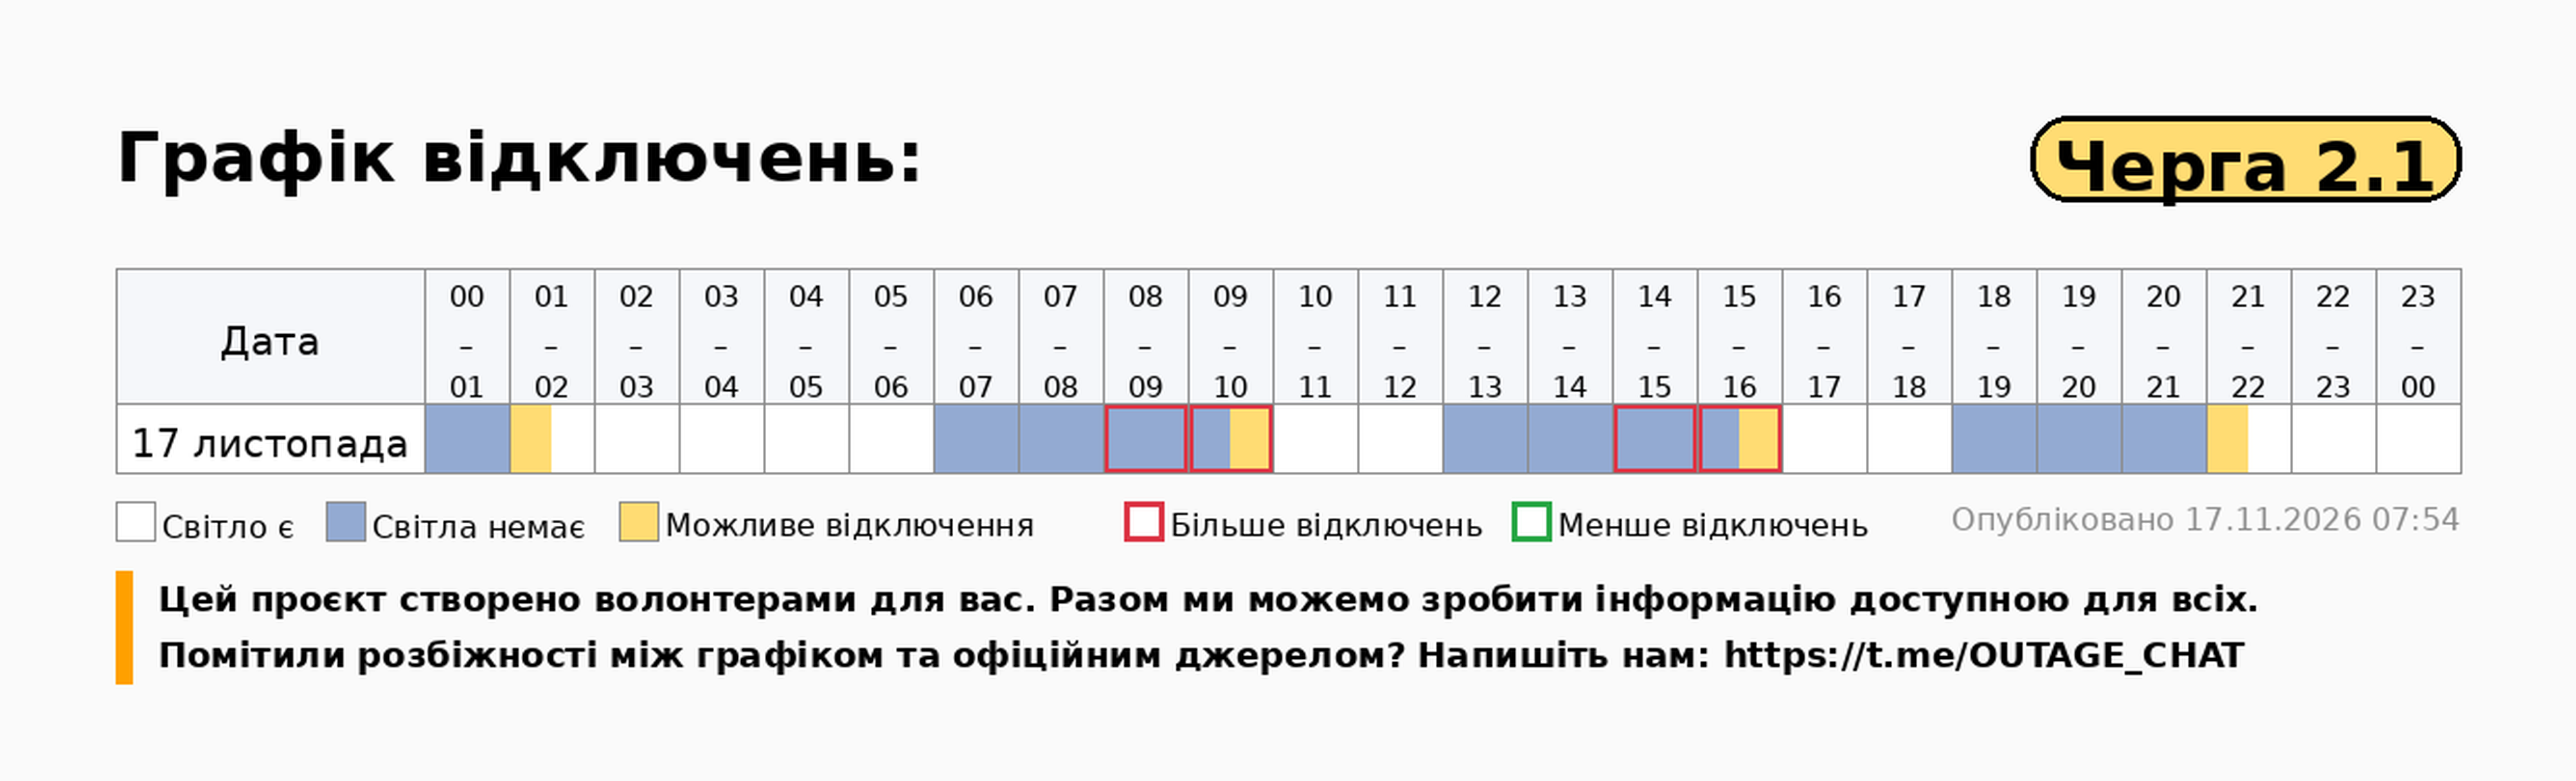 Графік відключень:
Черга 2.1
Дата
00 – 01
01 – 02
02 – 03
03 – 04
04 – 05
05 – 06
06 – 07
07 – 08
08 – 09
09 – 10
10 – 11
11 – 12
12 – 13
13 – 14
14 – 15
15 – 16
16 – 17
17 – 18
18 – 19
19 – 20
20 – 21
21 – 22
22 – 23
23 – 00
17 листопада
Світло є
Світла немає
Можливе відключення
Більше відключень
Менше відключень
Опубліковано 17.11.2026 07:54
Цей проєкт створено волонтерами для вас. Разом ми можемо зробити інформацію доступною для всіх.
Помітили розбіжності між графіком та офіційним джерелом? Напишіть нам: https://t.me/OUTAGE_CHAT